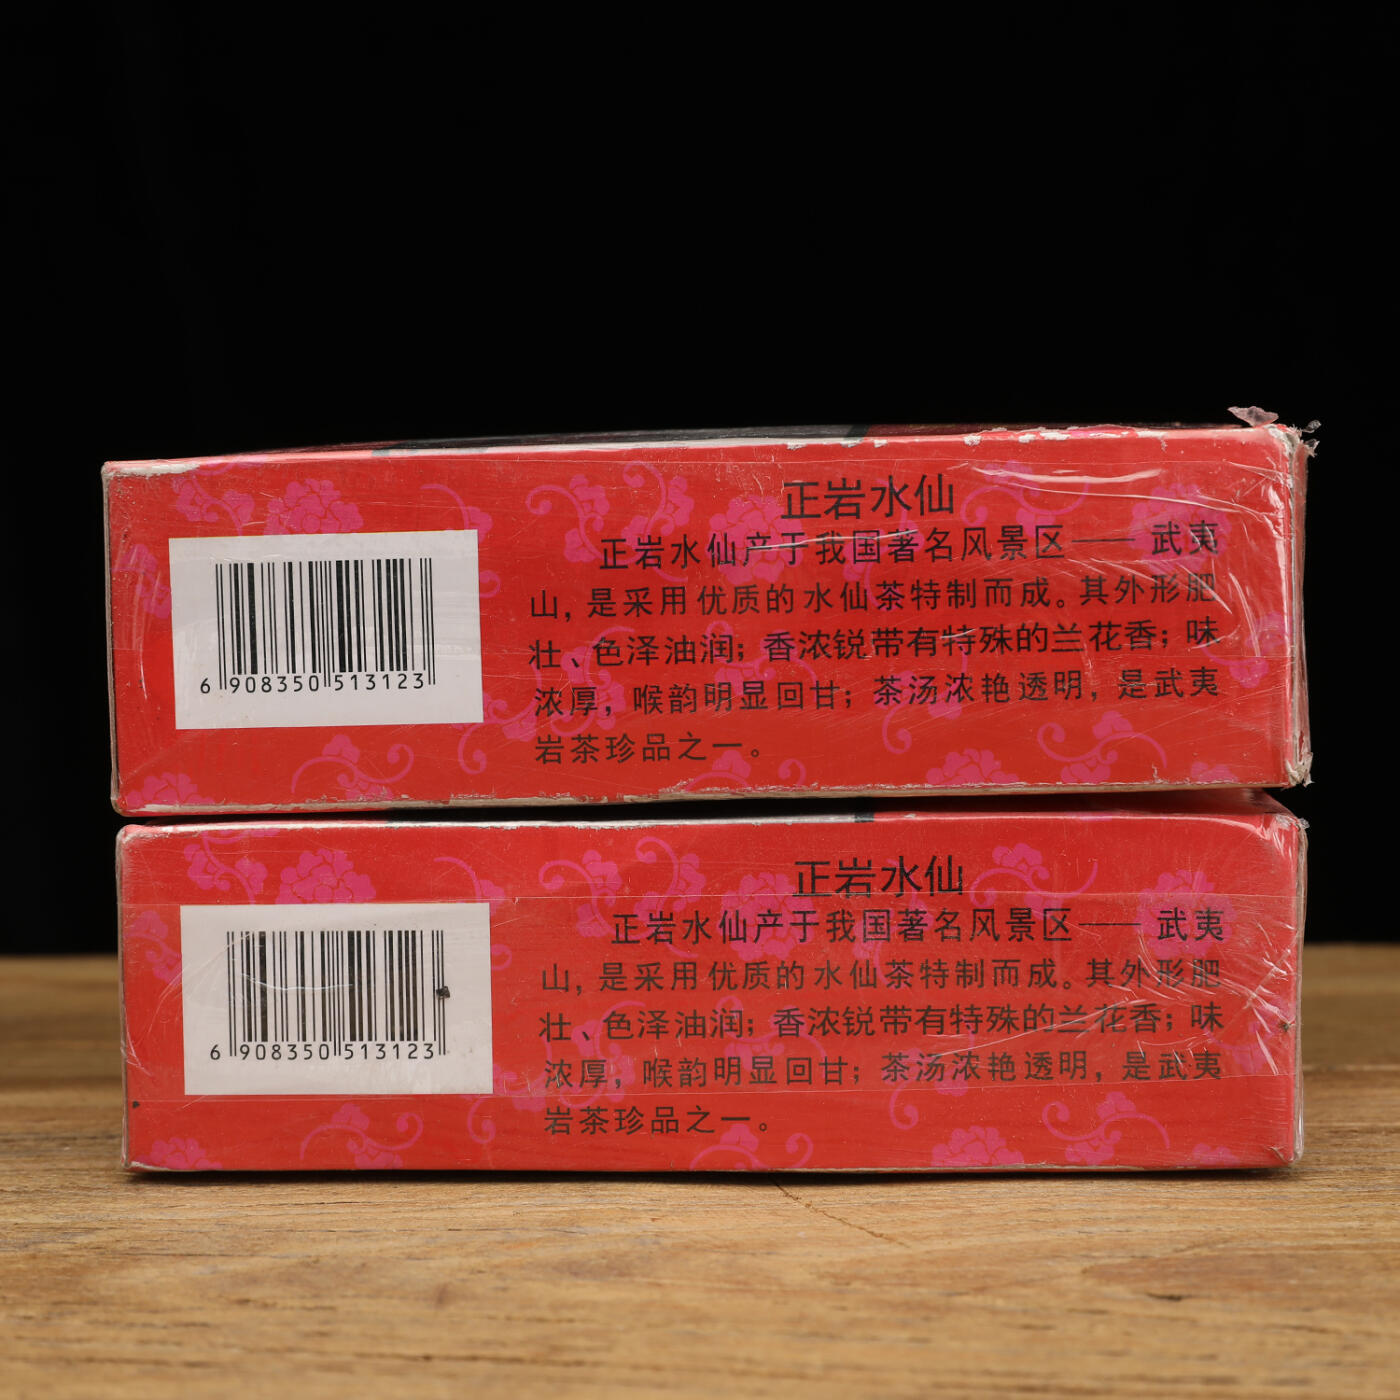 正岩水仙
正岩水仙产于我国著名风景区——武夷
山，是采用优质的水仙茶特制而成。其外形肥
壮、色泽油润；香浓锐带有特殊的兰花香；味
浓厚，喉韵明显回甘；茶汤浓艳透明，是武夷
岩茶珍品之一。
6 908350 513123
正岩水仙
正岩水仙产于我国著名风景区——武夷
山，是采用优质的水仙茶特制而成。其外形肥
壮、色泽油润；香浓锐带有特殊的兰花香；味
浓厚，喉韵明显回甘；茶汤浓艳透明，是武夷
岩茶珍品之一。
6 908350 513123